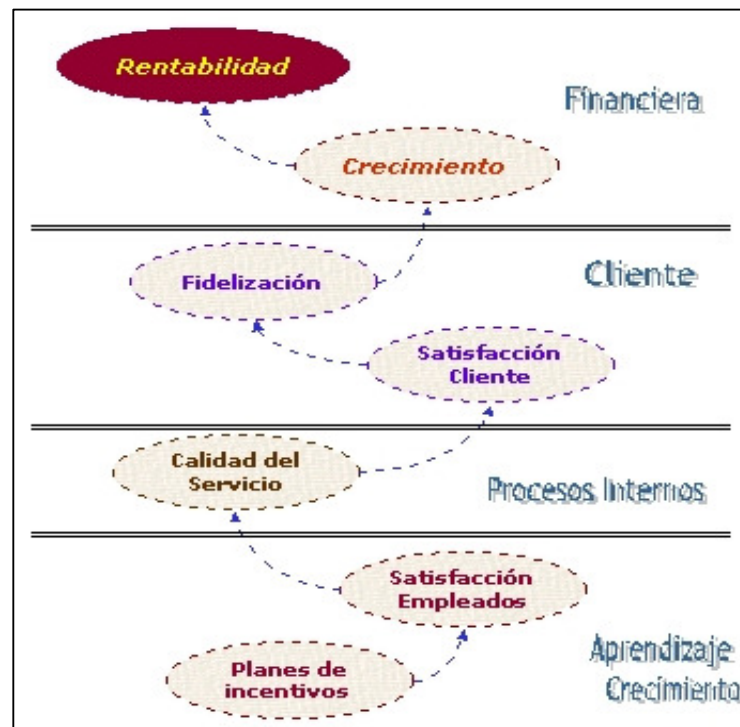 Rentabilidad
Financiera
Crecimiento
Fidelización
Cliente
Satisfacción
Cliente
Calidad del
Servicio
Procesos Internos
Satisfacción
Empleados
Planes de
incentivos
Aprendizaje
Crecimiento